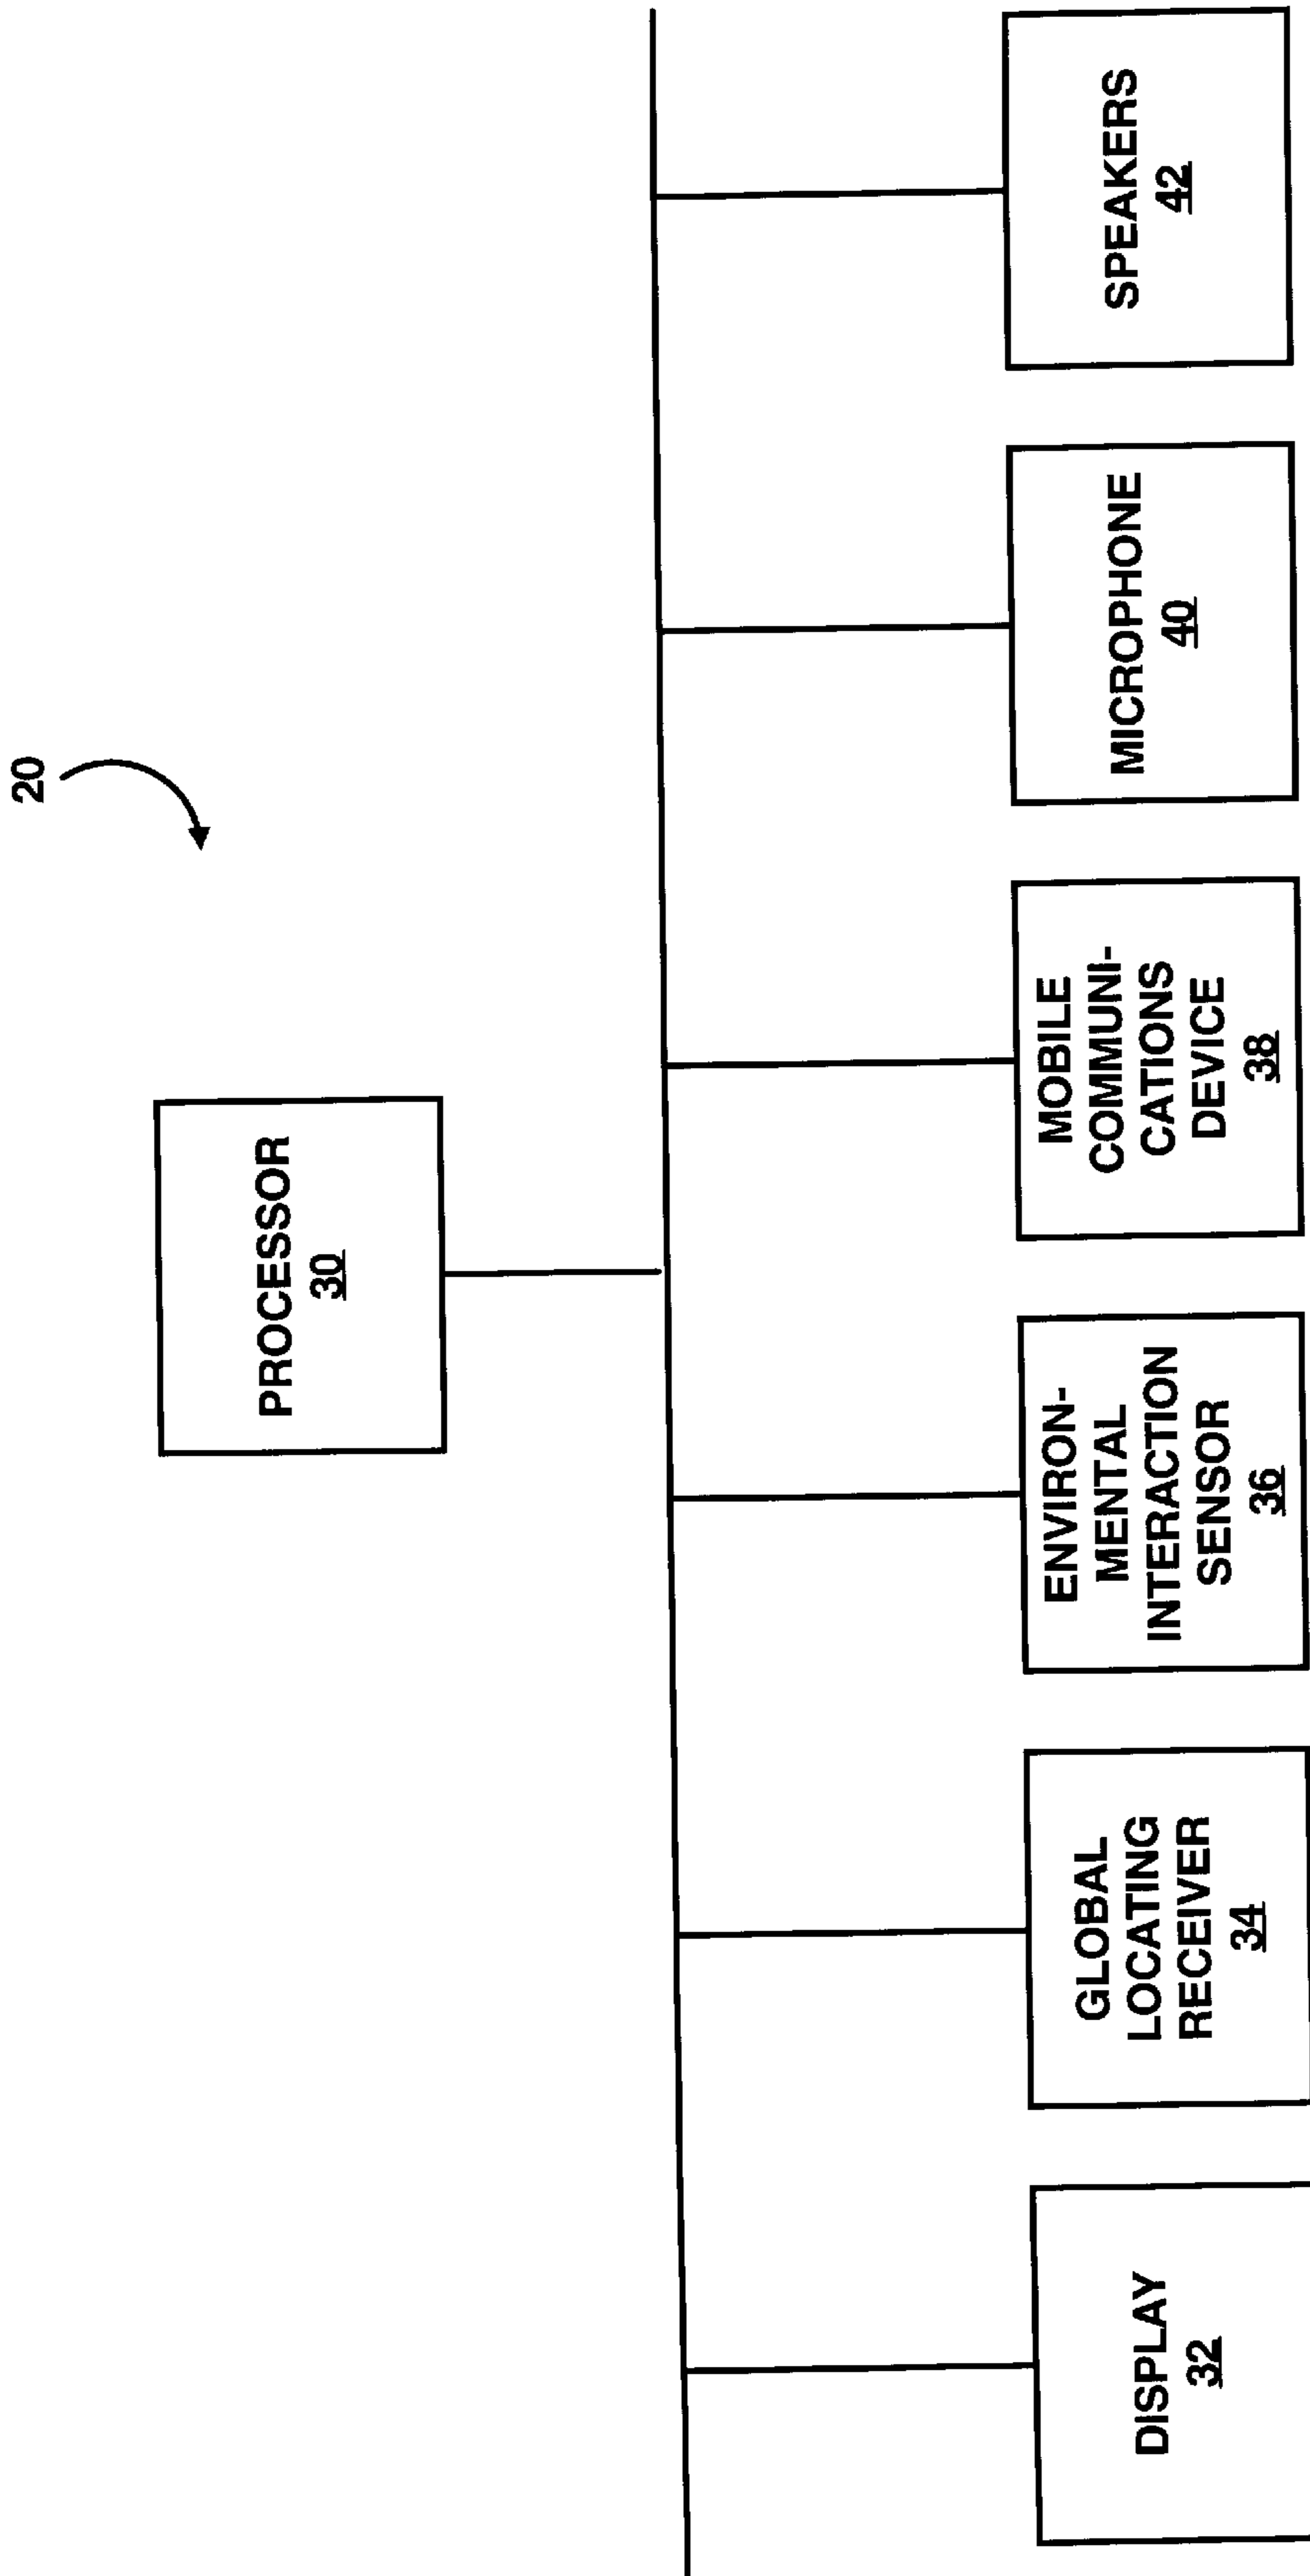 20
PROCESSOR
30
DISPLAY
32
GLOBAL
LOCATING
RECEIVER
34
ENVIRON-
MENTAL
INTERACTION
SENSOR
36
MOBILE
COMMUNI-
CATIONS
DEVICE
38
MICROPHONE
40
SPEAKERS
42